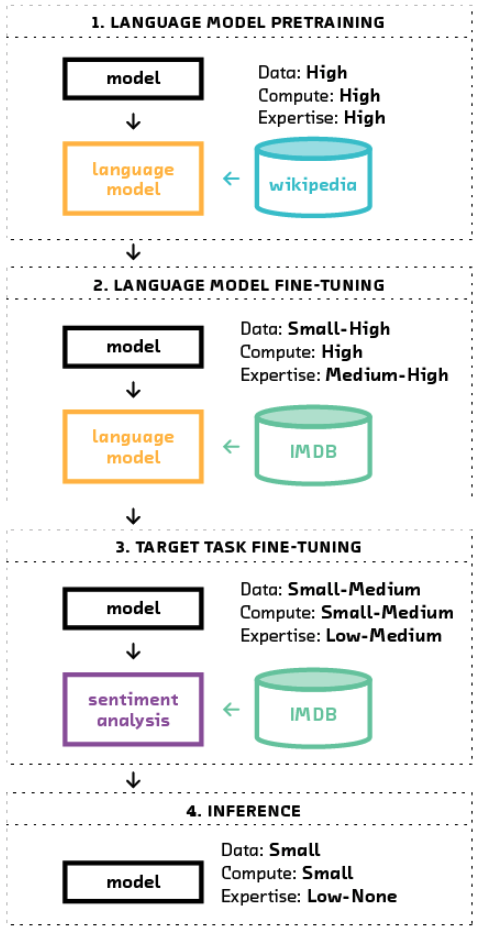 1. LANGUAGE MODEL PRETRAINING
model
Data: High
Compute: High
Expertise: High
language
model
wikipedia
2. LANGUAGE MODEL FINE-TUNING
model
Data: Small-High
Compute: High
Expertise: Medium-High
language
model
IMDB
3. TARGET TASK FINE-TUNING
model
Data: Small-Medium
Compute: Small-Medium
Expertise: Low-Medium
sentiment
analysis
IMDB
4. INFERENCE
model
Data: Small
Compute: Small
Expertise: Low-None